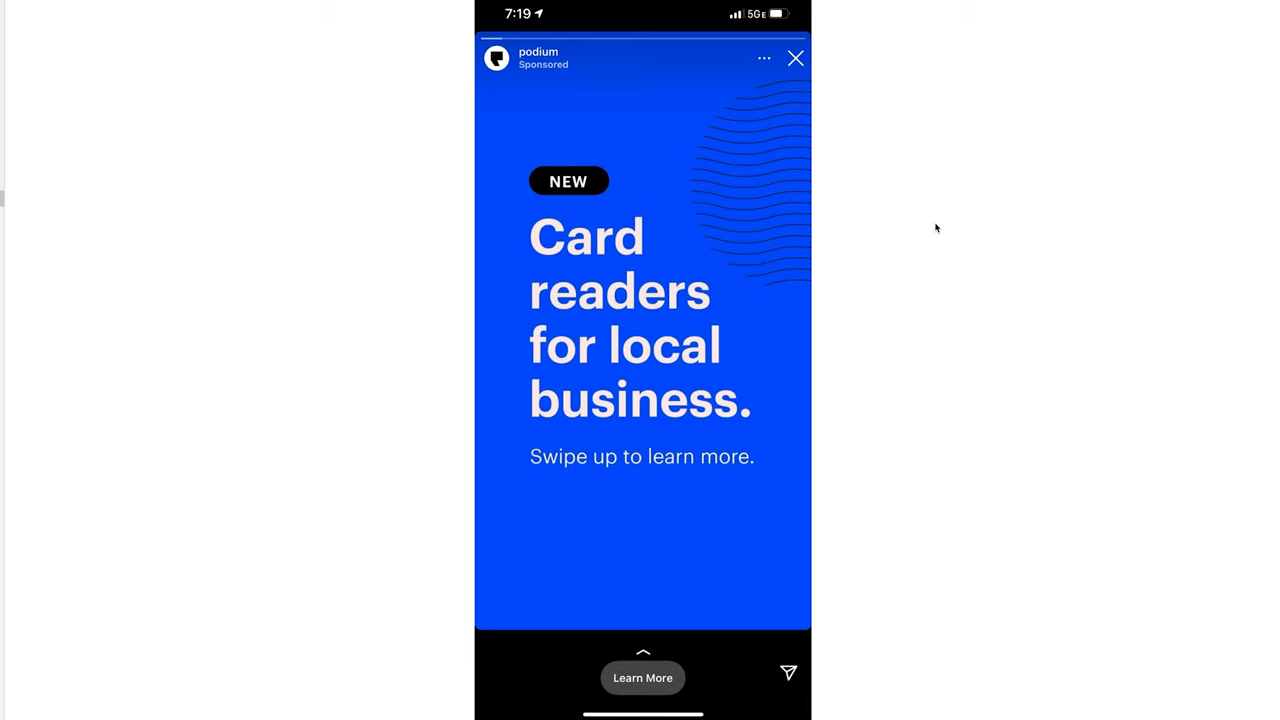 7:19
5GE
podium
Sponsored
NEW
Card
readers
for local
business.
Swipe up to learn more.
Learn More